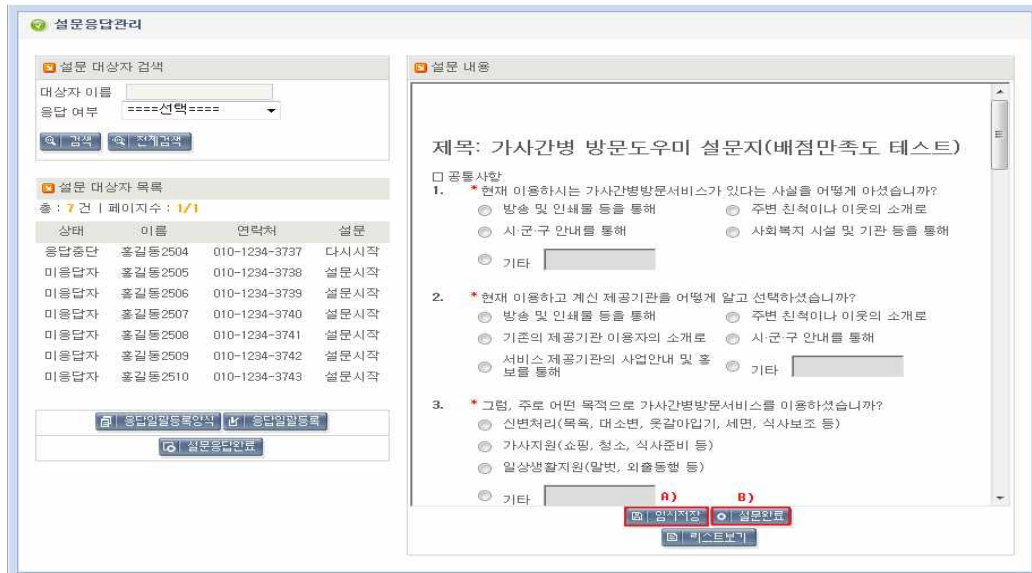 설문응답관리
설문 대상자 검색
대상자 이름
응답 여부 ====선택====
검색 전체검색
설문 대상자 목록
총 : 7 건 | 페이지수 : 1/1
상태 이름 연락처 설문
응답중단 홍길동2504 010-1234-3737 다시시작
미응답자 홍길동2505 010-1234-3738 설문시작
미응답자 홍길동2506 010-1234-3739 설문시작
미응답자 홍길동2507 010-1234-3740 설문시작
미응답자 홍길동2508 010-1234-3741 설문시작
미응답자 홍길동2509 010-1234-3742 설문시작
미응답자 홍길동2510 010-1234-3743 설문시작
응답일괄등록양식 응답일괄등록
설문응답완료
설문 내용
제목: 가사간병 방문도우미 설문지(배점만족도 테스트)
□ 공통사항
1. *현재 이용하시는 가사간병방문서비스가 있다는 사실을 어떻게 아셨습니까?
방송 및 인쇄물 등을 통해 주변 친척이나 이웃의 소개로
시·군·구 안내를 통해 사회복지 시설 및 기관 등을 통해
기타
2. *현재 이용하고 계신 제공기관을 어떻게 알고 선택하셨습니까?
방송 및 인쇄물 등을 통해 주변 친척이나 이웃의 소개로
기존의 제공기관 이용자의 소개로 시·군·구 안내를 통해
서비스 제공기관의 사업안내 및 홍
보를 통해 기타
3. *그럼, 주로 어떤 목적으로 가사간병방문서비스를 이용하셨습니까?
신변처리(목욕, 대소변, 옷갈아입기, 세면, 식사보조 등)
가사지원(쇼핑, 청소, 식사준비 등)
일상생활지원(말벗, 외출동행 등)
기타
A) B)
임시저장 설문완료
리스트보기